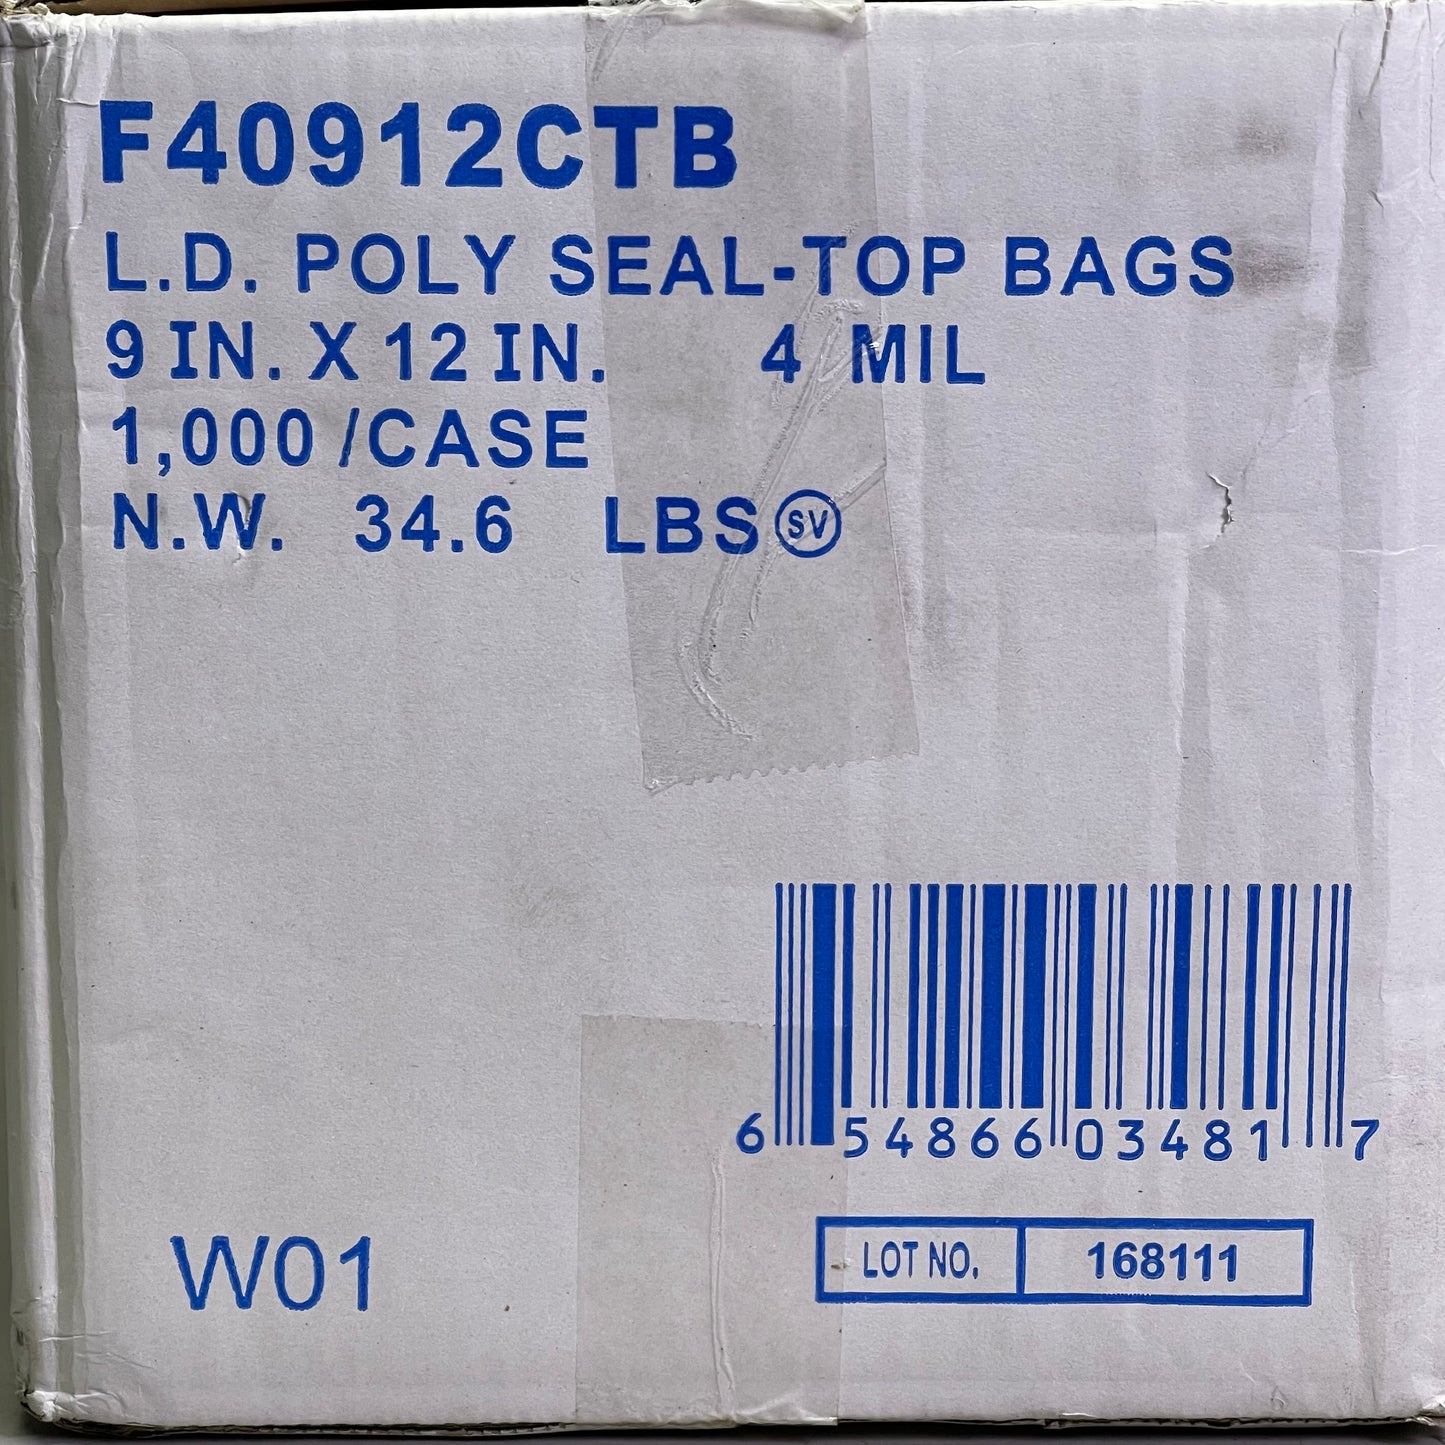 F40912CTB
L.D. POLY SEAL-TOP BAGS
9 IN. X 12 IN. 4 MIL
1,000 /CASE
N.W. 34.6 LBS SV
6 54866 03481 7
W01
LOT NO. 168111